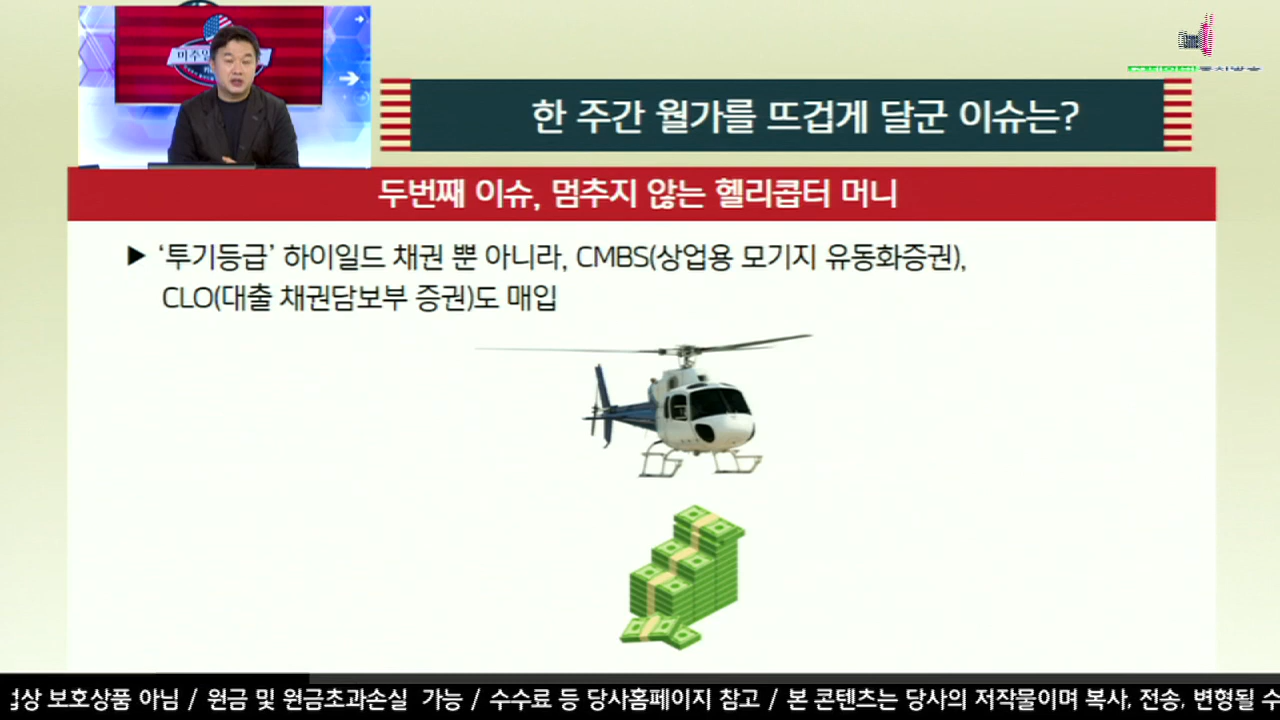 한 주간 월가를 뜨겁게 달군 이슈는?
두번째 이슈, 멈추지 않는 헬리콥터 머니
▶ ‘투기등급’ 하이일드 채권 뿐 아니라, CMBS(상업용 모기지 유동화증권),
CLO(대출 채권담보부 증권)도 매입
상 보호상품 아님 / 원금 및 원금초과손실 가능 / 수수료 등 당사홈페이지 참고 / 본 콘텐츠는 당사의 저작물이며 복사, 전송, 변형될 수